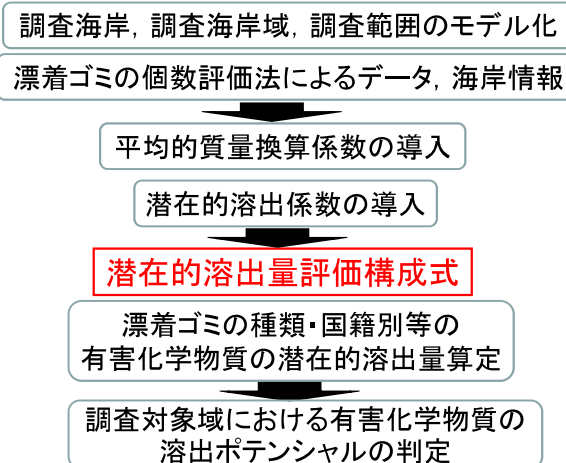 調査海岸，調査海岸域，調査範囲のモデル化
漂着ゴミの個数評価法によるデータ，海岸情報
平均的質量換算係数の導入
潜在的溶出係数の導入
潜在的溶出量評価構成式
漂着ゴミの種類・国籍別等の
有害化学物質の潜在的溶出量算定
調査対象域における有害化学物質の
溶出ポテンシャルの判定